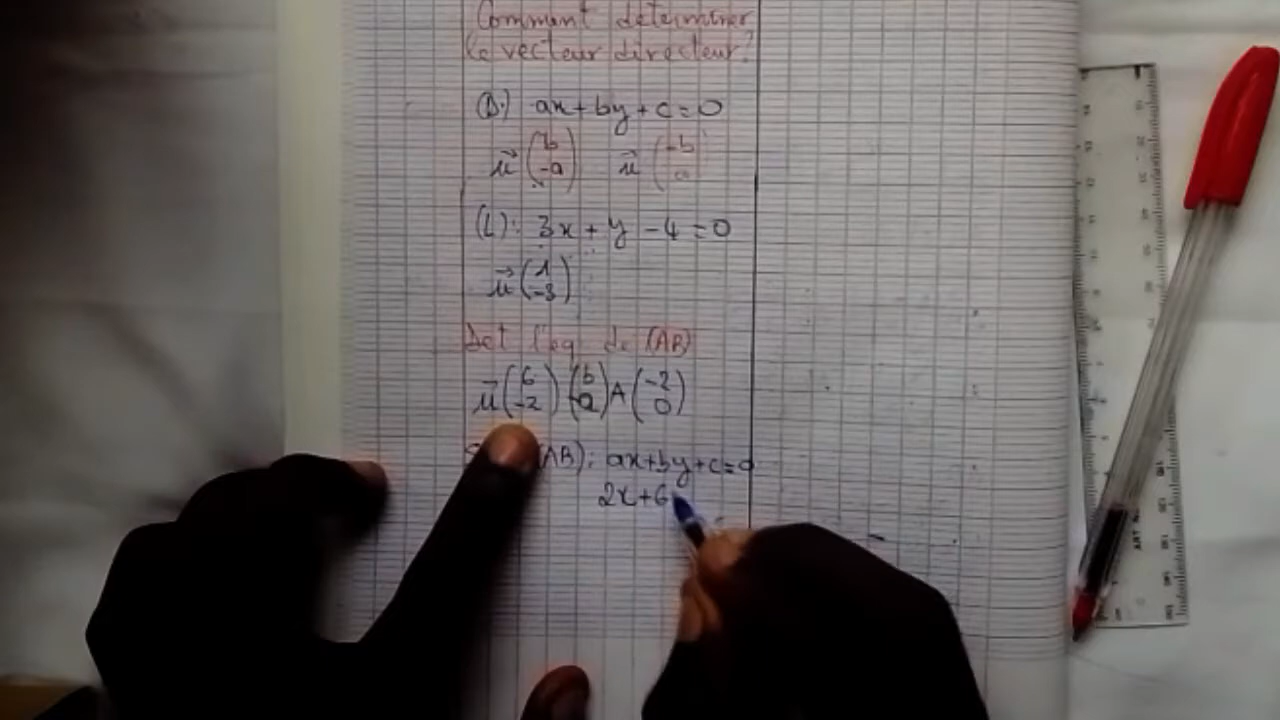 Comment déterminer
le vecteur directeur?
(D:) ax+by+c=0
u⃗ (b -a) u⃗ (-b a)
(L): 3x + y - 4 = 0
u⃗ (1 -3)
Det l'eq de (AB)
u⃗ (6 -2) (b -a) A (-2 0)
(AB): ax+by+c=0
2x+6